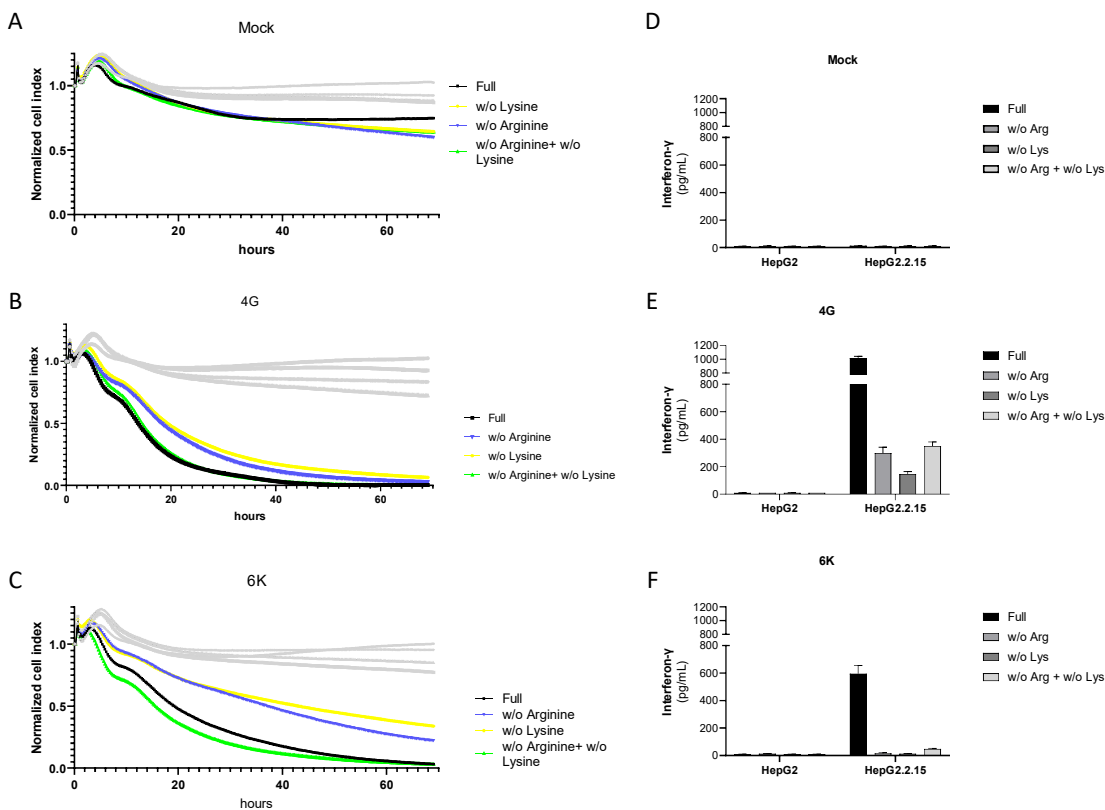 A
Mock
Normalized cell index
1.0
0.5
0.0
0
20
40
60
hours
Full
w/o Lysine
w/o Arginine
w/o Arginine+ w/o
Lysine
B
4G
Normalized cell index
1.0
0.5
0.0
0
20
40
60
hours
Full
w/o Arginine
w/o Lysine
w/o Arginine+ w/o Lysine
C
6K
Normalized cell index
1.0
0.5
0.0
0
20
40
60
hours
Full
w/o Arginine
w/o Lysine
w/o Arginine+ w/o
Lysine
D
Mock
Interferon-γ
(pg/mL)
1200
1000
800
800
600
400
200
0
HepG2
HepG2.2.15
Full
w/o Arg
w/o Lys
w/o Arg + w/o Lys
E
4G
Interferon-γ
(pg/mL)
1200
1000
800
800
600
400
200
0
HepG2
HepG2.2.15
Full
w/o Arg
w/o Lys
w/o Arg + w/o Lys
F
6K
Interferon-γ
(pg/mL)
1200
1000
800
800
600
400
200
0
HepG2
HepG2.2.15
Full
w/o Arg
w/o Lys
w/o Arg + w/o Lys